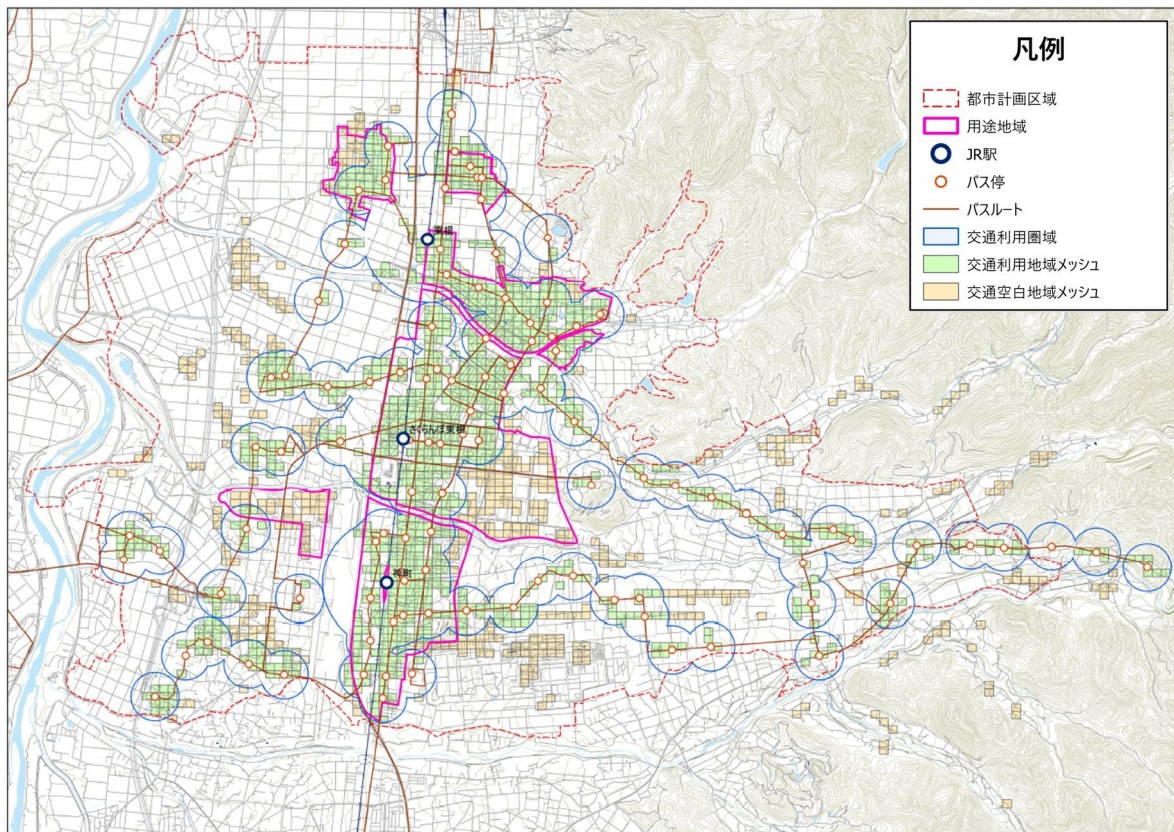 凡例
都市計画区域
用途地域
JR駅
バス停
バスルート
交通利用圏域
交通利用地域メッシュ
交通空白地域メッシュ
東根
さくらんぼ東根
神町